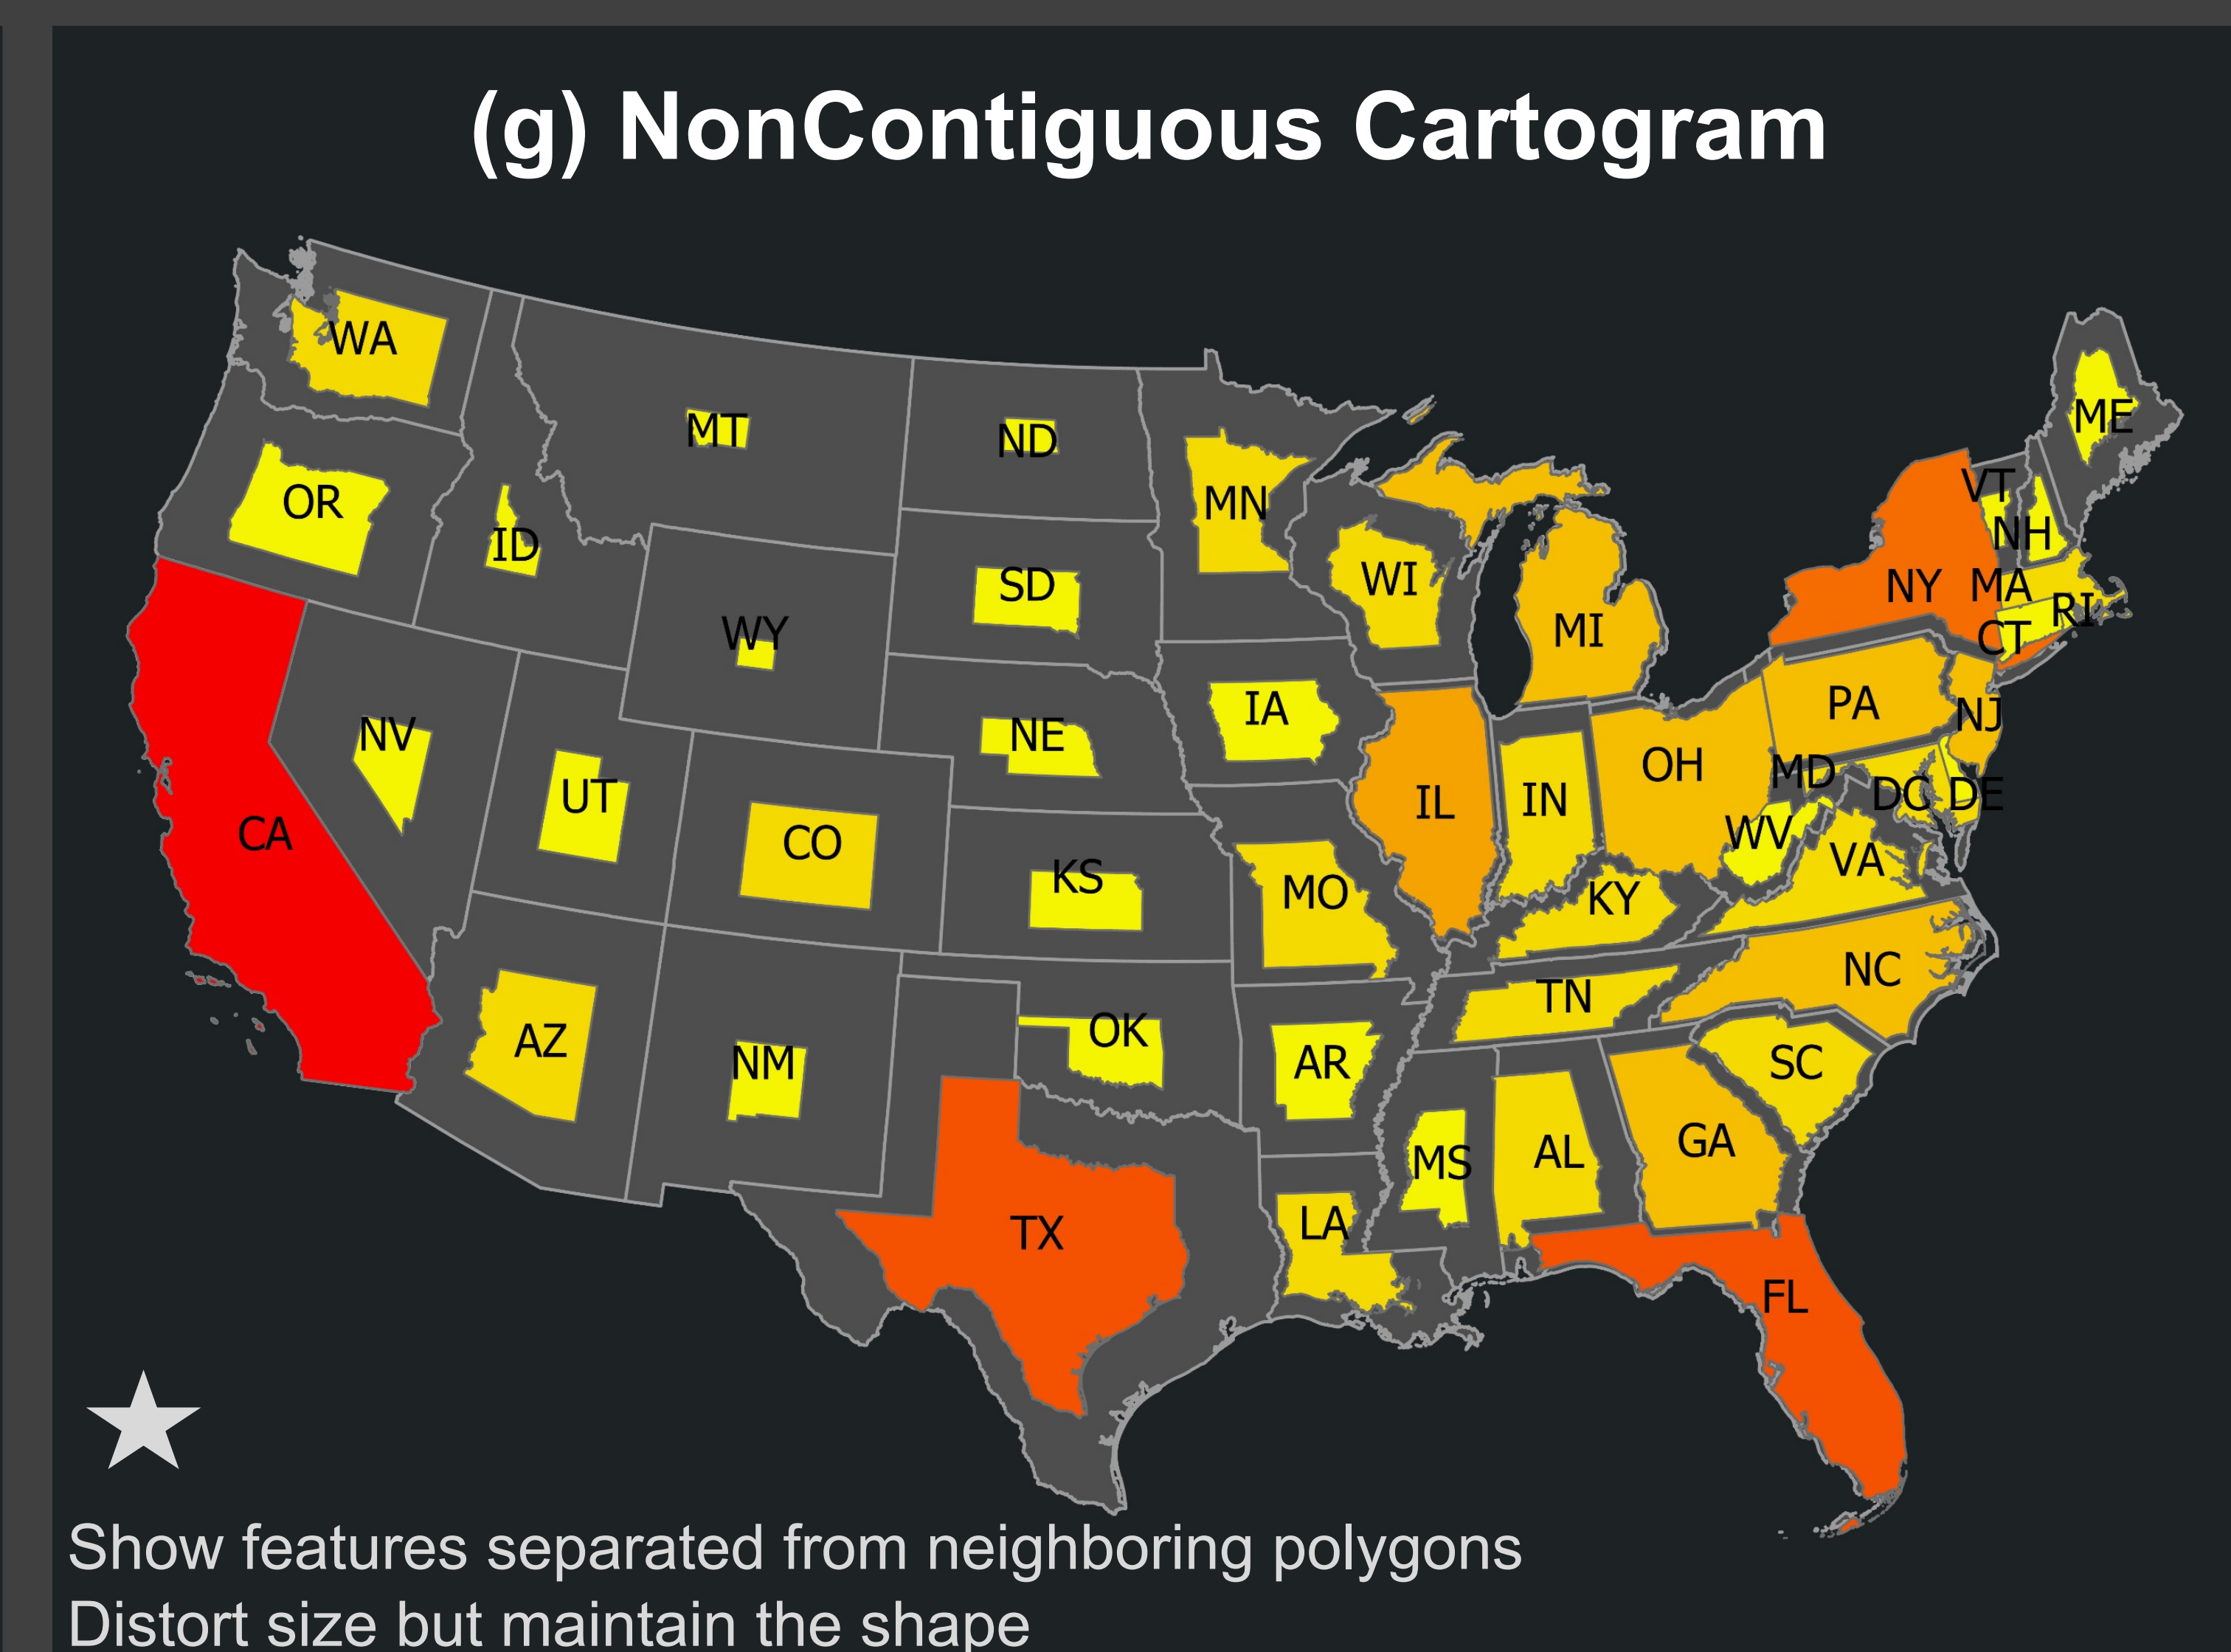 (g) NonContiguous Cartogram
WA
MT
ND
ME
OR
ID
MN
VT
NH
SD
WI
WY
MI
NY
MA
RI
CT
NV
NE
IA
PA
NJ
UT
CO
IL
IN
OH
MD
DC
DE
CA
KS
MO
WV
VA
KY
AZ
NM
OK
AR
TN
NC
SC
TX
LA
MS
AL
GA
FL
Show features separated from neighboring polygons
Distort size but maintain the shape